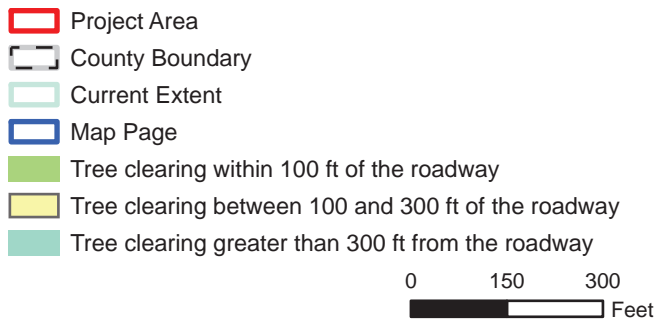 Project Area
County Boundary
Current Extent
Map Page
Tree clearing within 100 ft of the roadway
Tree clearing between 100 and 300 ft of the roadway
Tree clearing greater than 300 ft from the roadway
0 150 300
Feet